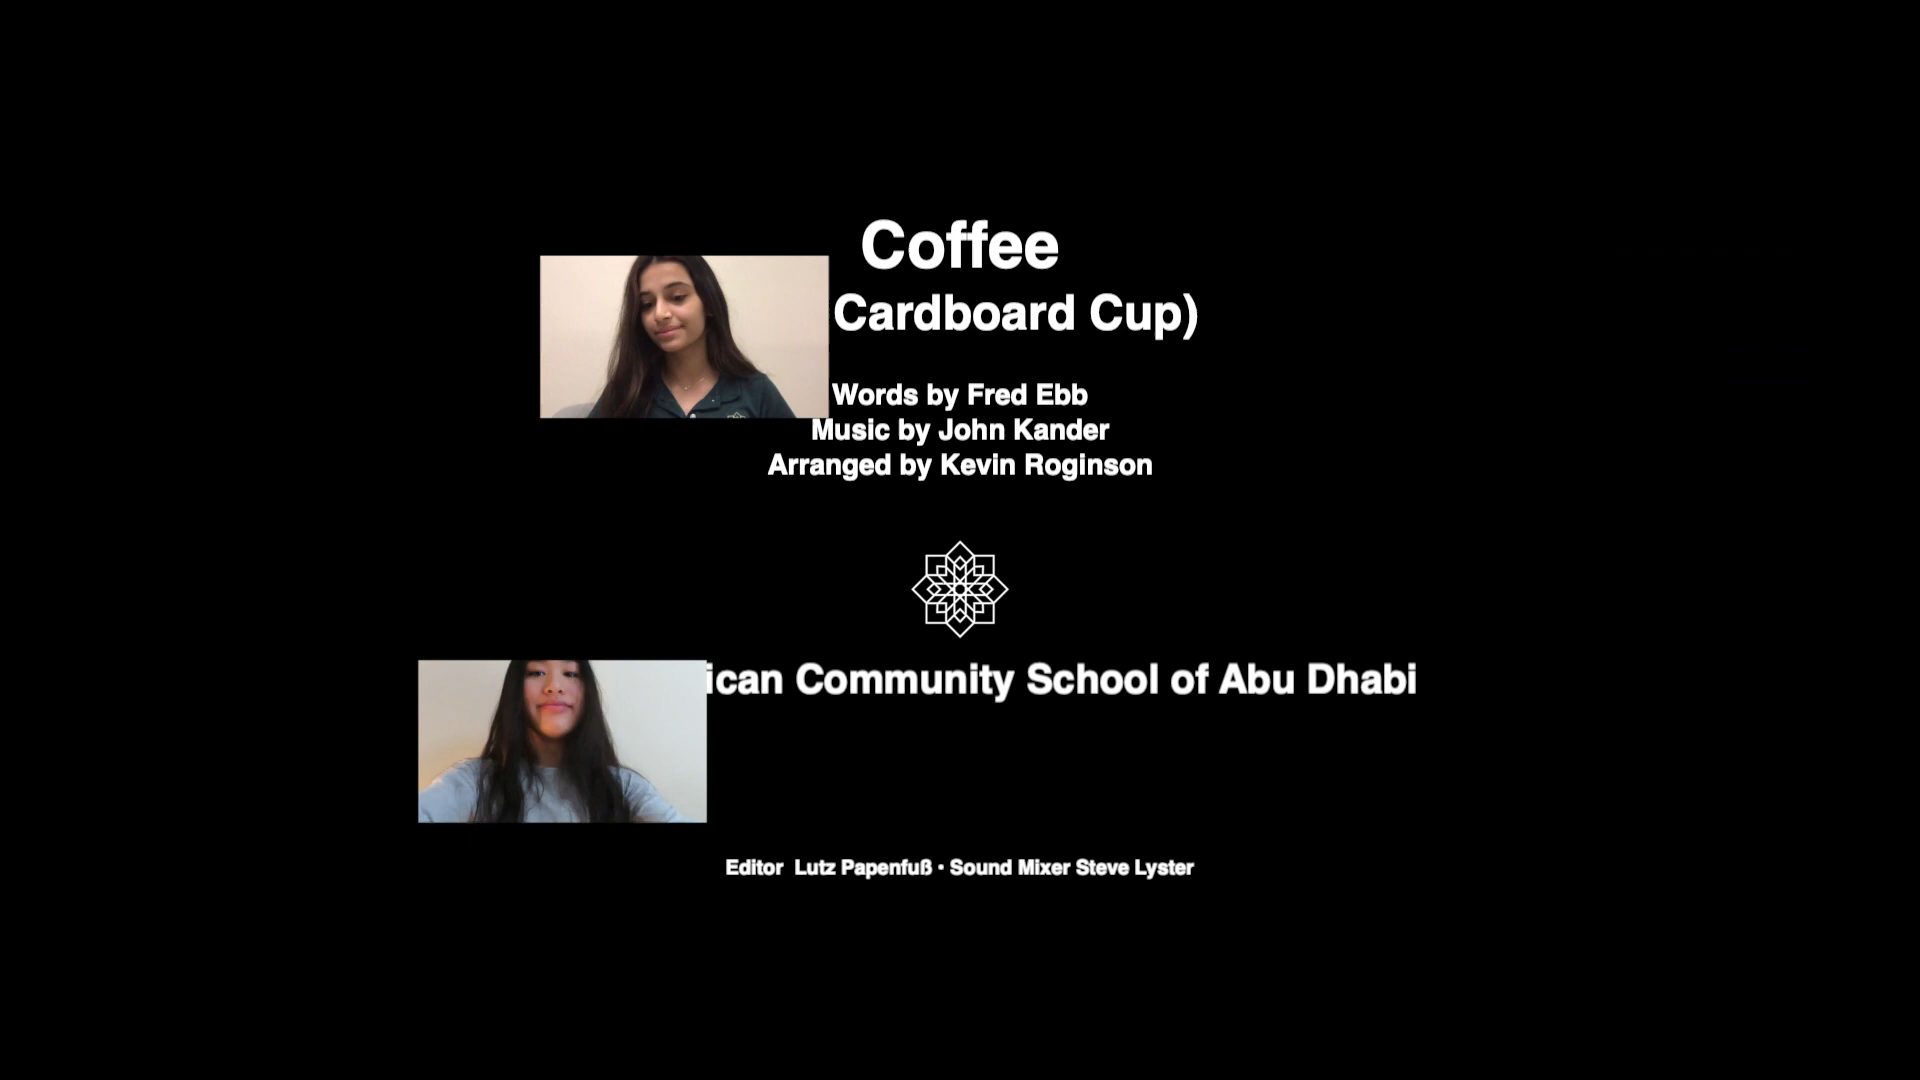 Coffee
Cardboard Cup)
Words by Fred Ebb
Music by John Kander
Arranged by Kevin Roginson
ican Community School of Abu Dhabi
Editor Lutz Papenfuß · Sound Mixer Steve Lyster